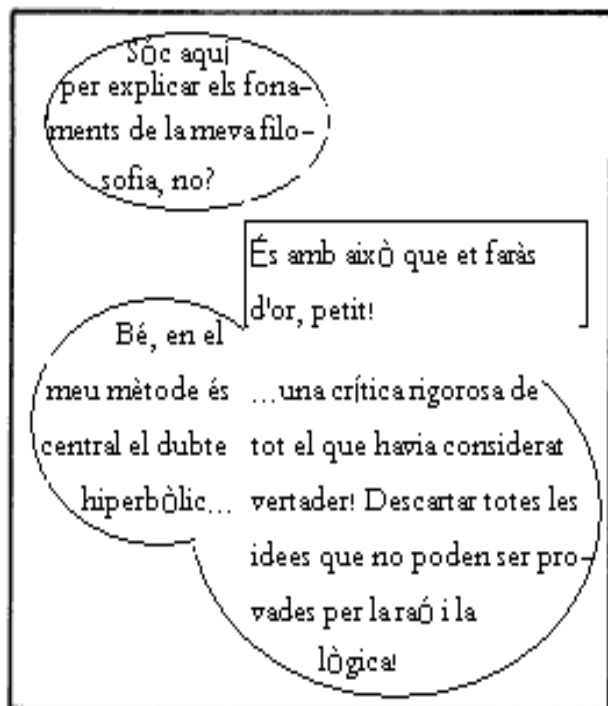 Sóc aquí
per explicar els fona-
ments de la meva filo-
sofia, no?
És amb això que et faràs
d'or, petit!
Bé, en el
meu mètode és
central el dubte
hiperbòlic...
...una crítica rigorosa de
tot el que havia considerat
vertader! Descartar totes les
idees que no poden ser pro-
vades per la raó i la
lògica!